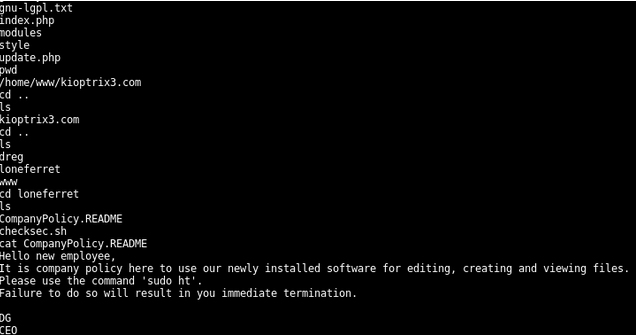 gnu-lgpl.txt
index.php
modules
style
update.php
pwd
/home/www/kioptrix3.com
cd ..
ls
kioptrix3.com
cd ..
ls
dreg
loneferret
www
cd loneferret
ls
CompanyPolicy.README
checksec.sh
cat CompanyPolicy.README
Hello new employee,
It is company policy here to use our newly installed software for editing, creating and viewing files.
Please use the command 'sudo ht'.
Failure to do so will result in you immediate termination.
DG
CEO